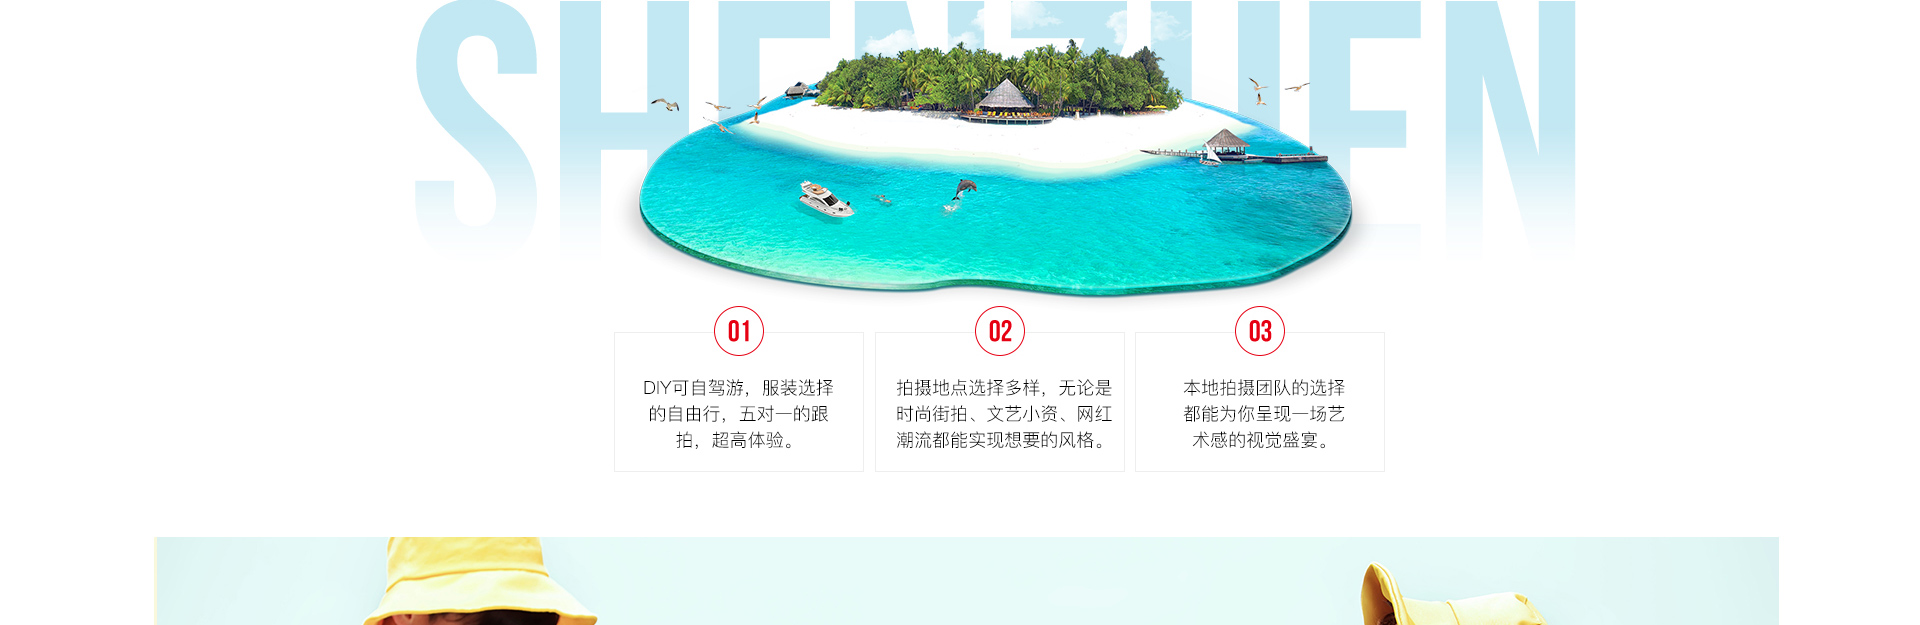 SHENZHEN
01
DIY可自驾游，服装选择
的自由行，五对一的跟
拍，超高体验。
02
拍摄地点选择多样，无论是
时尚街拍、文艺小资、网红
潮流都能实现想要的风格。
03
本地拍摄团队的选择
都能为你呈现一场艺
术感的视觉盛宴。